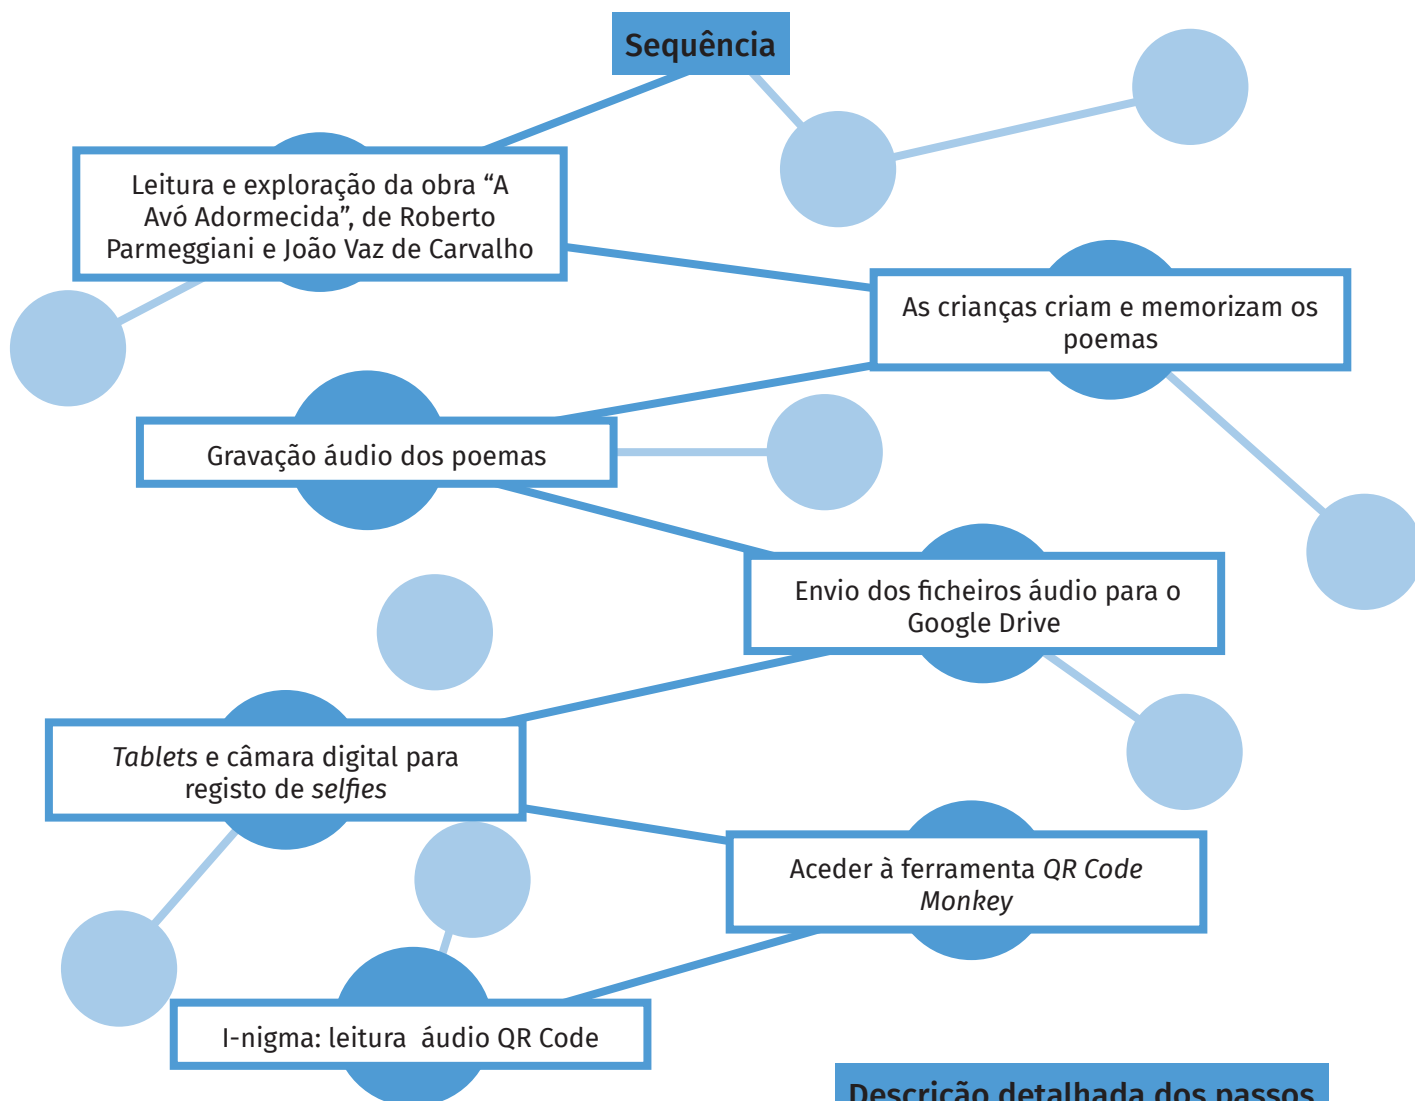 Sequência
Leitura e exploração da obra “A
Avó Adormecida”, de Roberto
Parmeggiani e João Vaz de Carvalho
As crianças criam e memorizam os
poemas
Gravação áudio dos poemas
Envio dos ficheiros áudio para o
Google Drive
Tablets e câmara digital para
registo de selfies
Aceder à ferramenta QR Code
Monkey
I-nigma: leitura áudio QR Code
Descrição detalhada dos passos